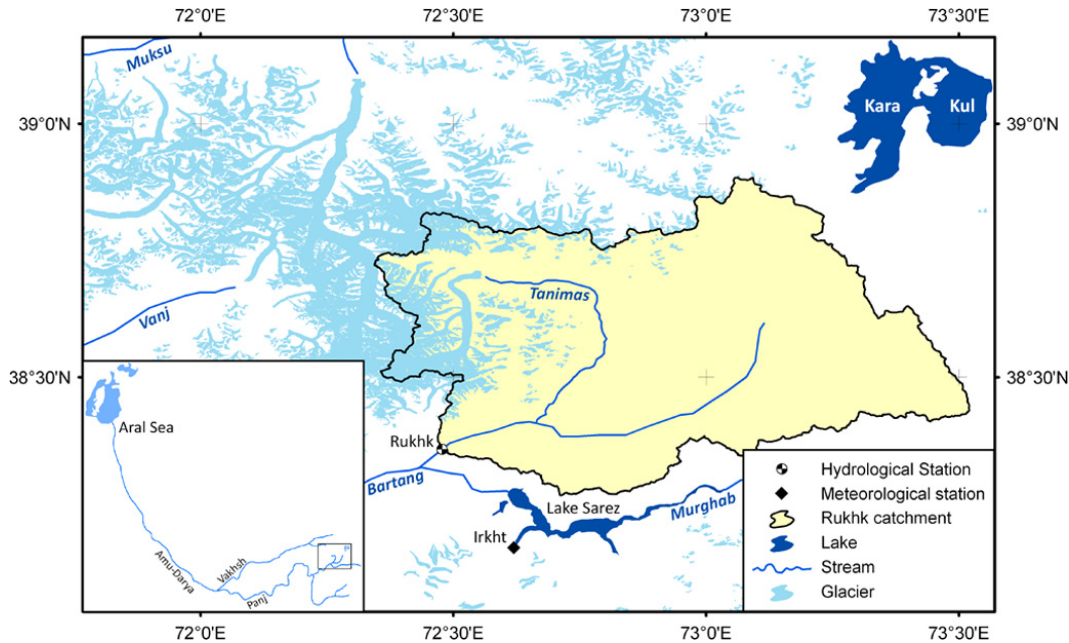 72°0'E 72°30'E 73°0'E 73°30'E
Muksu
39°0'N
Kara Kul
39°0'N
Tanimas
Vanj
38°30'N
38°30'N
Aral Sea
Amu-Darya
Vakhsh
Panj
Rukhk
Bartang
Lake Sarez
Murghab
Irkht
Hydrological Station
Meteorological station
Rukhk catchment
Lake
Stream
Glacier
72°0'E 72°30'E 73°0'E 73°30'E